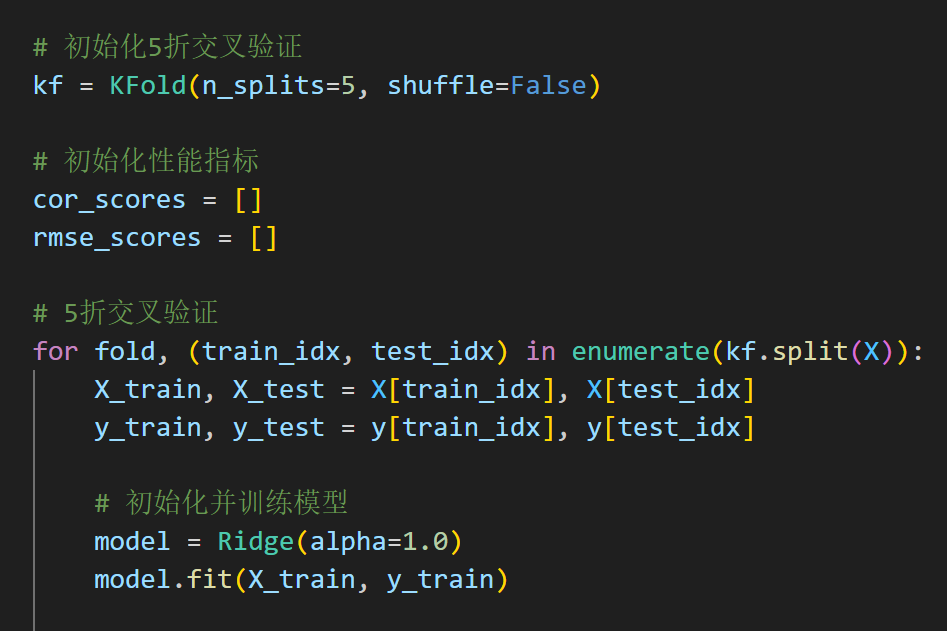 # 初始化5折交叉验证
kf = KFold(n_splits=5, shuffle=False)
# 初始化性能指标
cor_scores = []
rmse_scores = []
# 5折交叉验证
for fold, (train_idx, test_idx) in enumerate(kf.split(X)):
X_train, X_test = X[train_idx], X[test_idx]
y_train, y_test = y[train_idx], y[test_idx]
# 初始化并训练模型
model = Ridge(alpha=1.0)
model.fit(X_train, y_train)